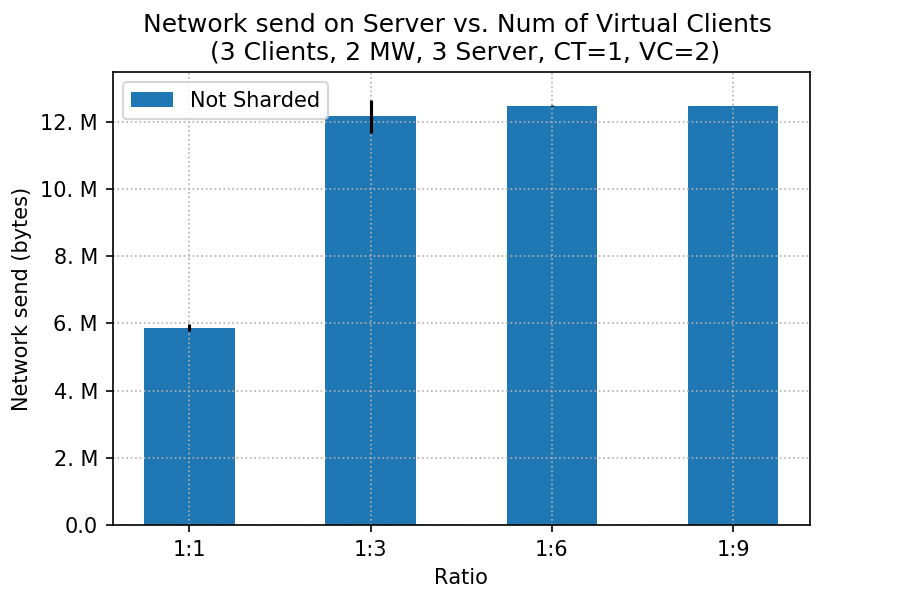 Network send on Server vs. Num of Virtual Clients
(3 Clients, 2 MW, 3 Server, CT=1, VC=2)
Not Sharded
12. M
10. M
8. M
6. M
4. M
2. M
0.0
Network send (bytes)
1:1
1:3
1:6
1:9
Ratio